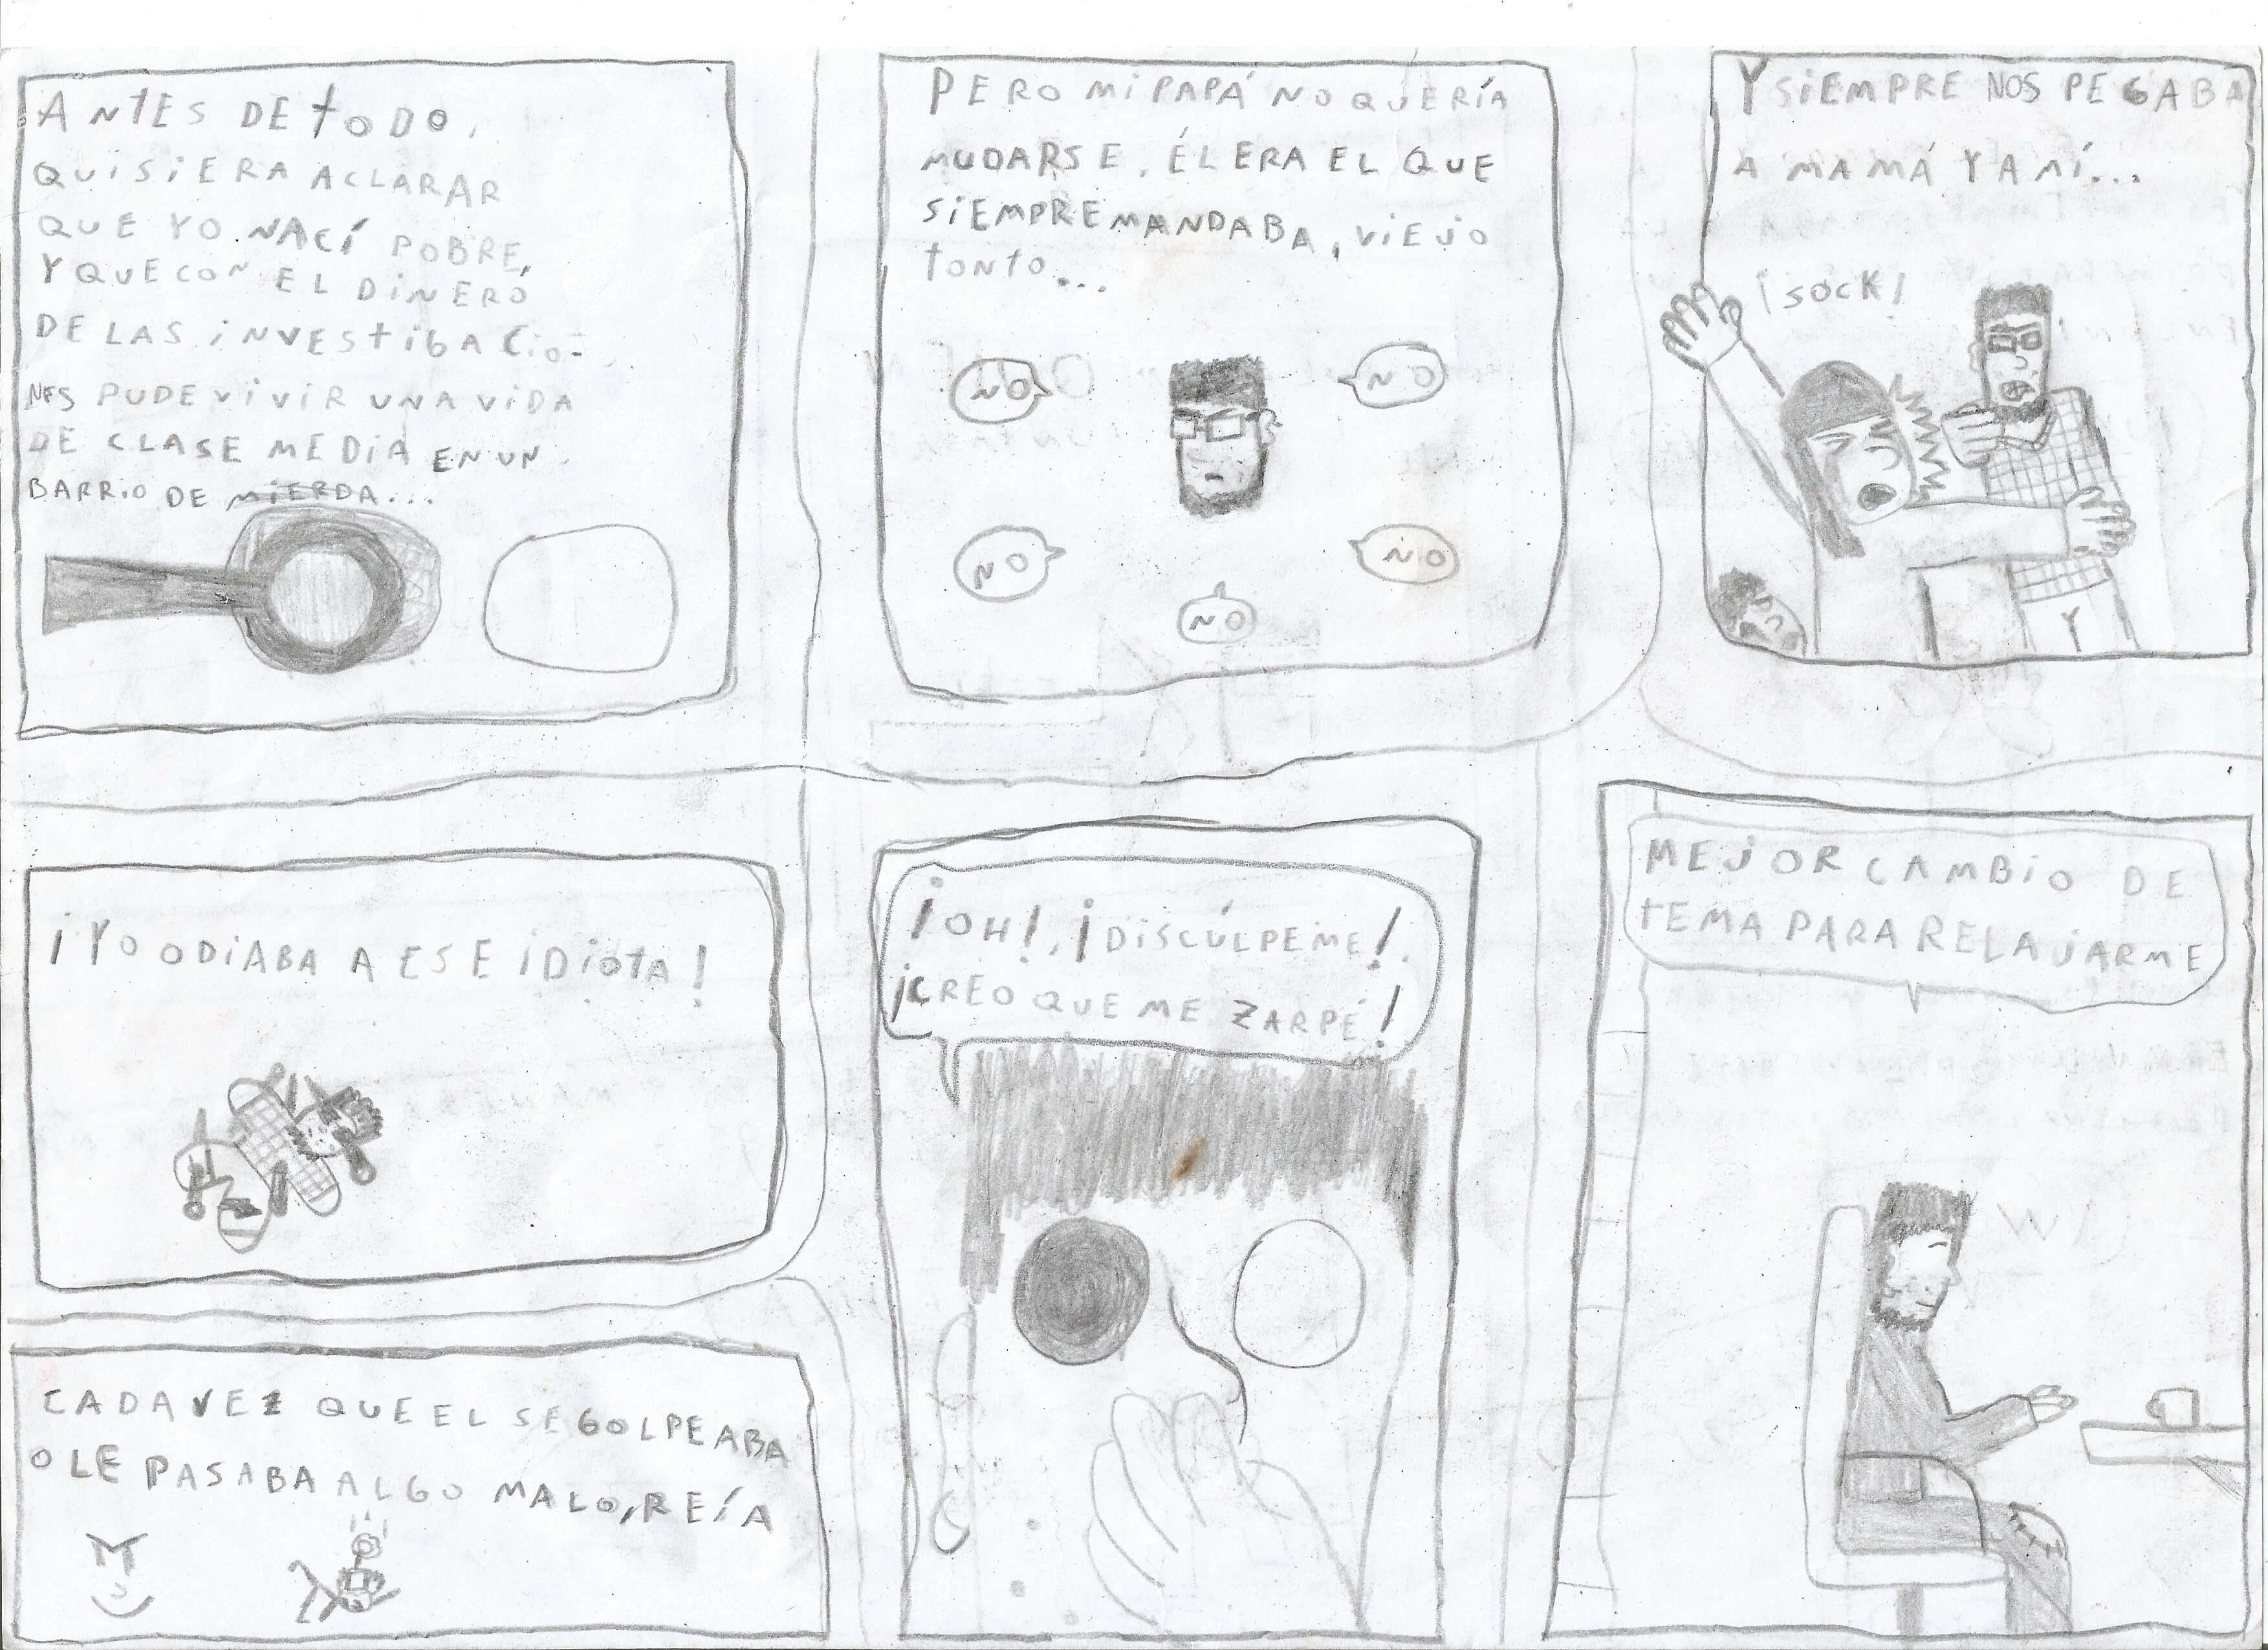 ANTES DE TODO,
QUISIERA ACLARAR
QUE YO NACÍ POBRE,
Y QUE CON EL DINERO
DE LAS INVESTIGACIO-
NES PUDE VIVIR UNA VIDA
DE CLASE MEDIA EN UN
BARRIO DE MIERDA...
PERO MI PAPÁ NO QUERÍA
MUDARSE, ÉL ERA EL QUE
SIEMPRE MANDABA, VIEJO
TONTO...
NO
NO
NO
NO
NO
Y SIEMPRE NOS PEGABA
A MAMÁ Y A MÍ...
¡SOCK!
¡YO ODIABA A ESE IDIOTA!
CADA VEZ QUE EL SE GOLPEABA
O LE PASABA ALGO MALO, REÍA
¡OH!, ¡DISCÚLPEME!
¡CREO QUE ME ZARPÉ!
MEJOR CAMBIO DE
TEMA PARA RELAJARME